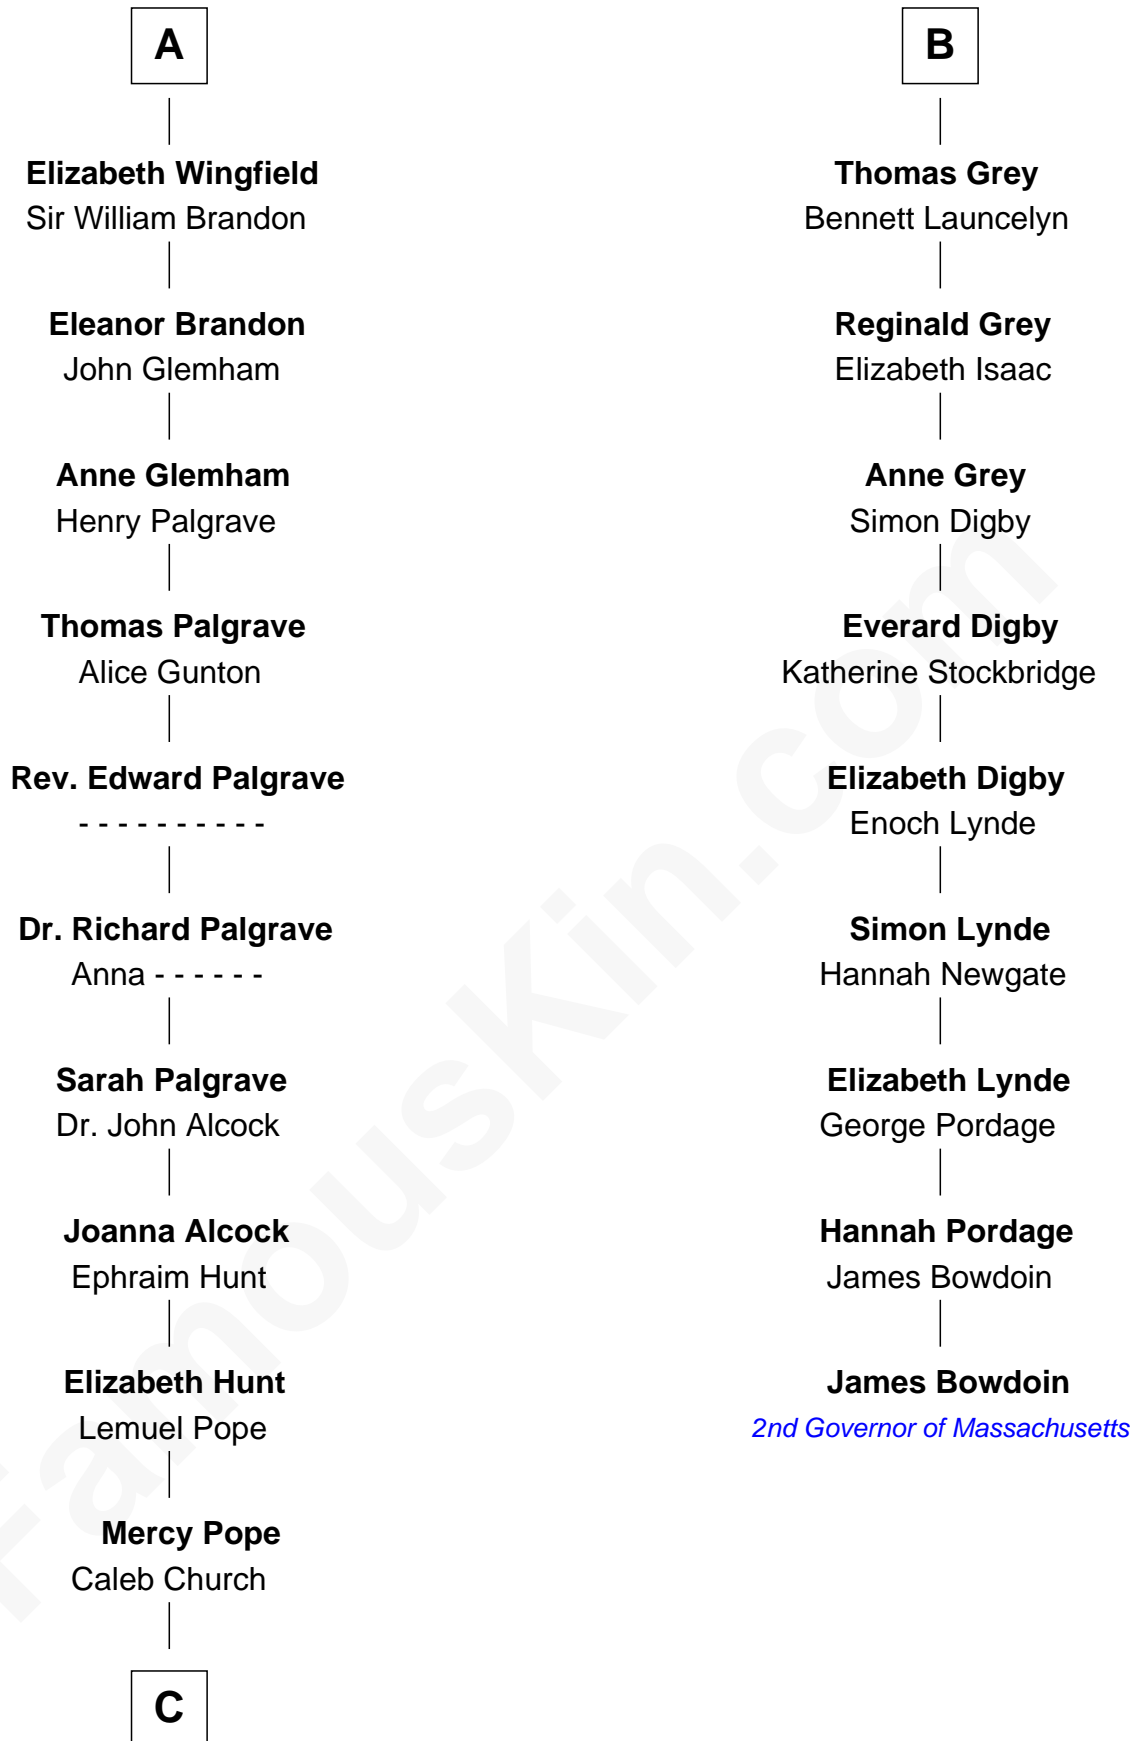 A
Elizabeth Wingfield
Sir William Brandon
Eleanor Brandon
John Glemham
Anne Glemham
Henry Palgrave
Thomas Palgrave
Alice Gunton
Rev. Edward Palgrave
- - - - - - - - - -
Dr. Richard Palgrave
Anna - - - - - -
Sarah Palgrave
Dr. John Alcock
Joanna Alcock
Ephraim Hunt
Elizabeth Hunt
Lemuel Pope
Mercy Pope
Caleb Church
C
B
Thomas Grey
Bennett Launcelyn
Reginald Grey
Elizabeth Isaac
Anne Grey
Simon Digby
Everard Digby
Katherine Stockbridge
Elizabeth Digby
Enoch Lynde
Simon Lynde
Hannah Newgate
Elizabeth Lynde
George Pordage
Hannah Pordage
James Bowdoin
James Bowdoin
2nd Governor of Massachusetts
FamousKin.com